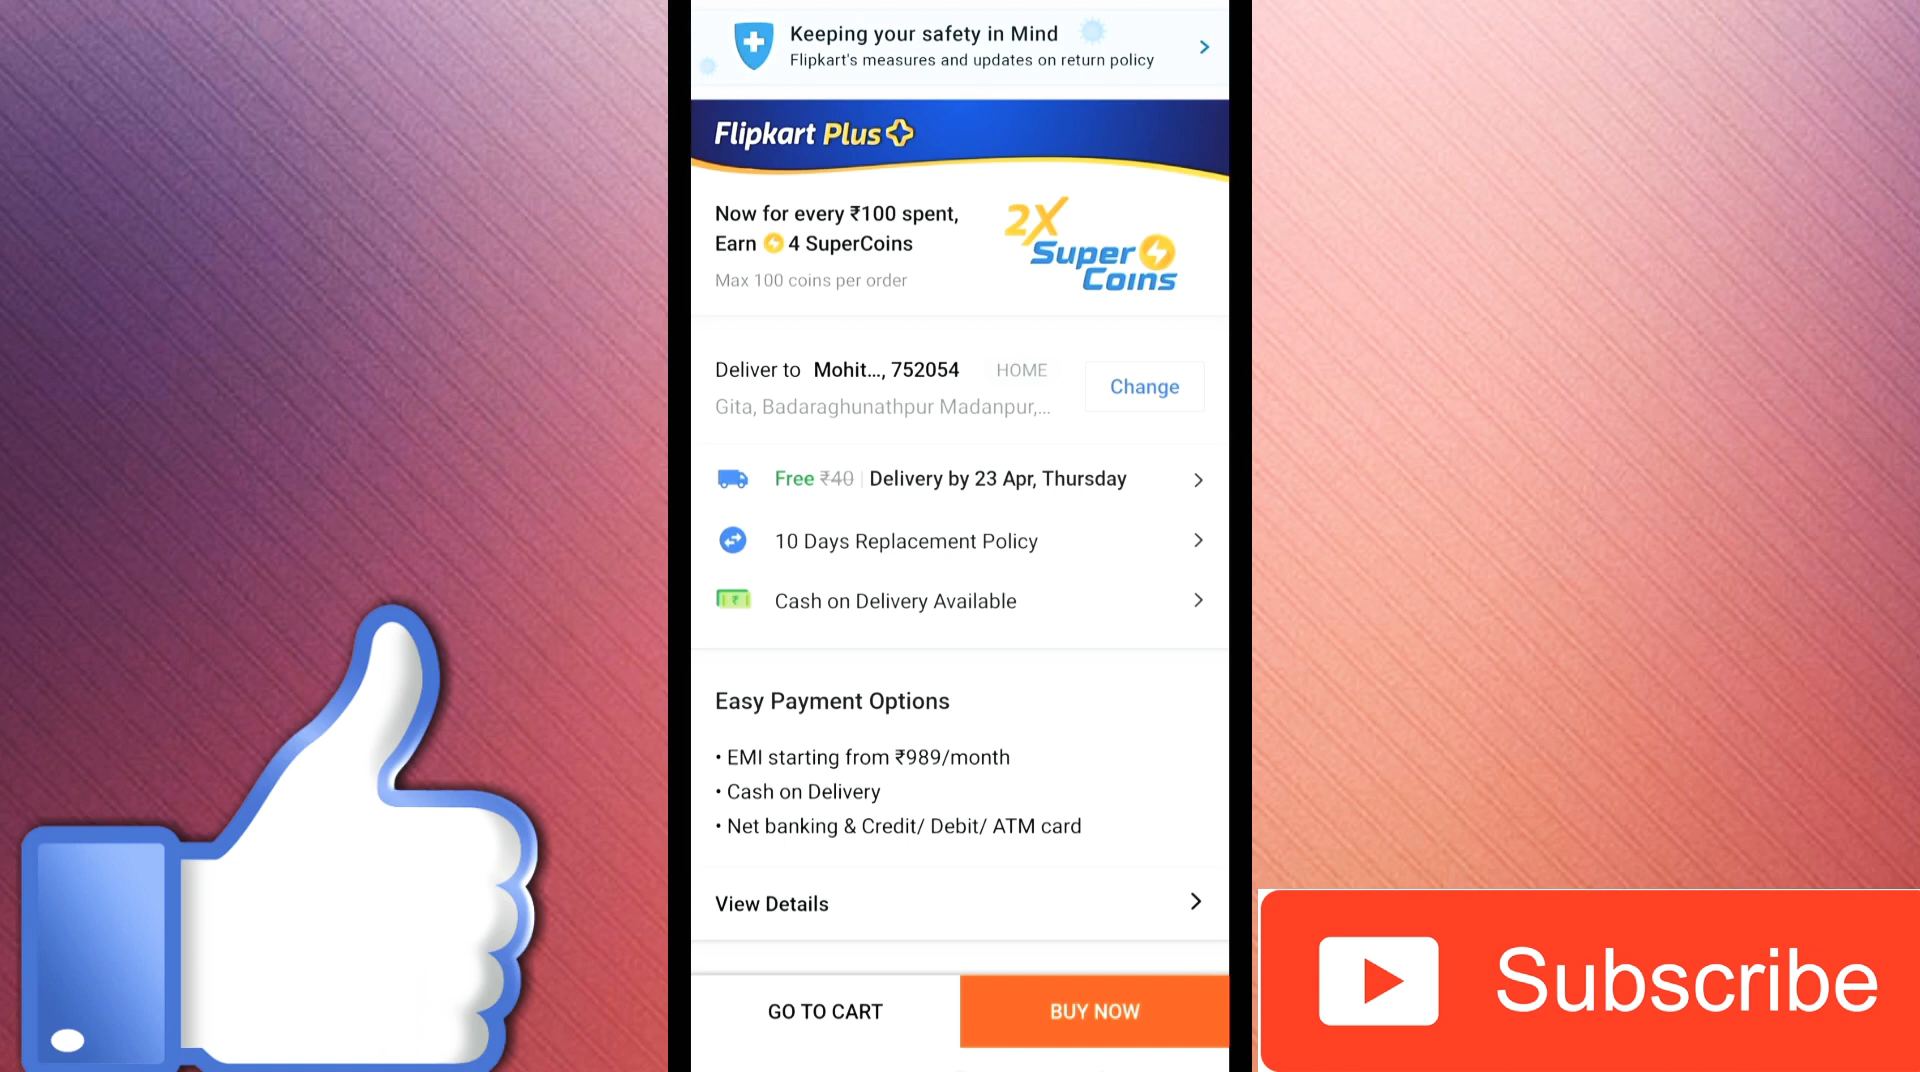 Keeping your safety in Mind
Flipkart's measures and updates on return policy
Flipkart Plus
Now for every ₹100 spent,
Earn 4 SuperCoins
Max 100 coins per order
2X
Super
Coins
Deliver to Mohit..., 752054 HOME
Change
Gita, Badaraghunathpur Madanpur,...
Free ₹40 | Delivery by 23 Apr, Thursday
10 Days Replacement Policy
₹
Cash on Delivery Available
Easy Payment Options
• EMI starting from ₹989/month
• Cash on Delivery
• Net banking & Credit/ Debit/ ATM card
View Details
GO TO CART
BUY NOW
Subscribe